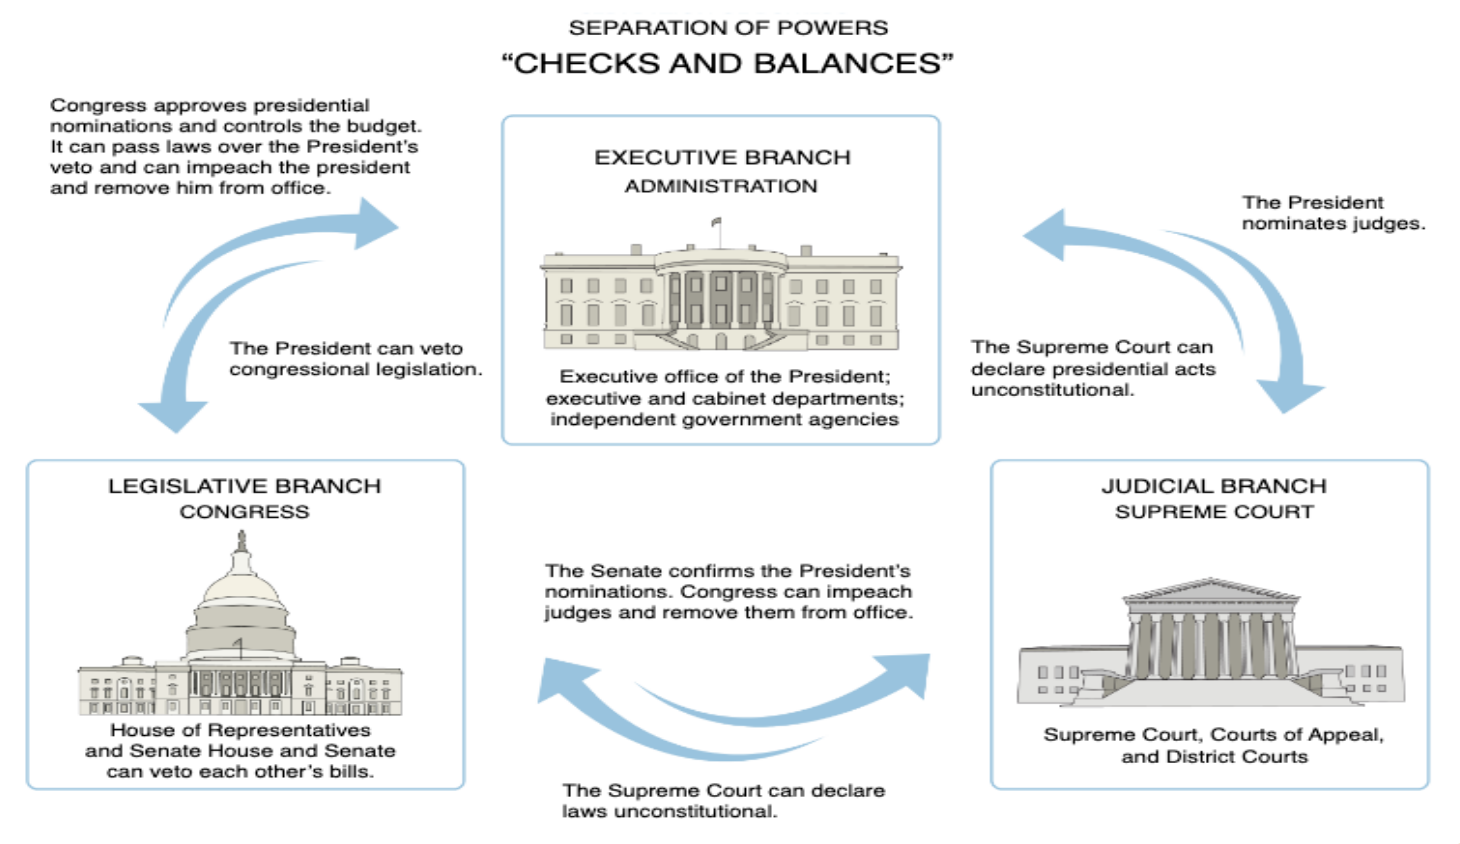 SEPARATION OF POWERS
“CHECKS AND BALANCES”
Congress approves presidential
nominations and controls the budget.
It can pass laws over the President’s
veto and can impeach the president
and remove him from office.
EXECUTIVE BRANCH
ADMINISTRATION
The President
nominates judges.
The President can veto
congressional legislation.
The Supreme Court can
declare presidential acts
unconstitutional.
Executive office of the President;
executive and cabinet departments;
independent government agencies
LEGISLATIVE BRANCH
CONGRESS
House of Representatives
and Senate House and Senate
can veto each other’s bills.
The Senate confirms the President’s
nominations. Congress can impeach
judges and remove them from office.
The Supreme Court can declare
laws unconstitutional.
JUDICIAL BRANCH
SUPREME COURT
Supreme Court, Courts of Appeal,
and District Courts